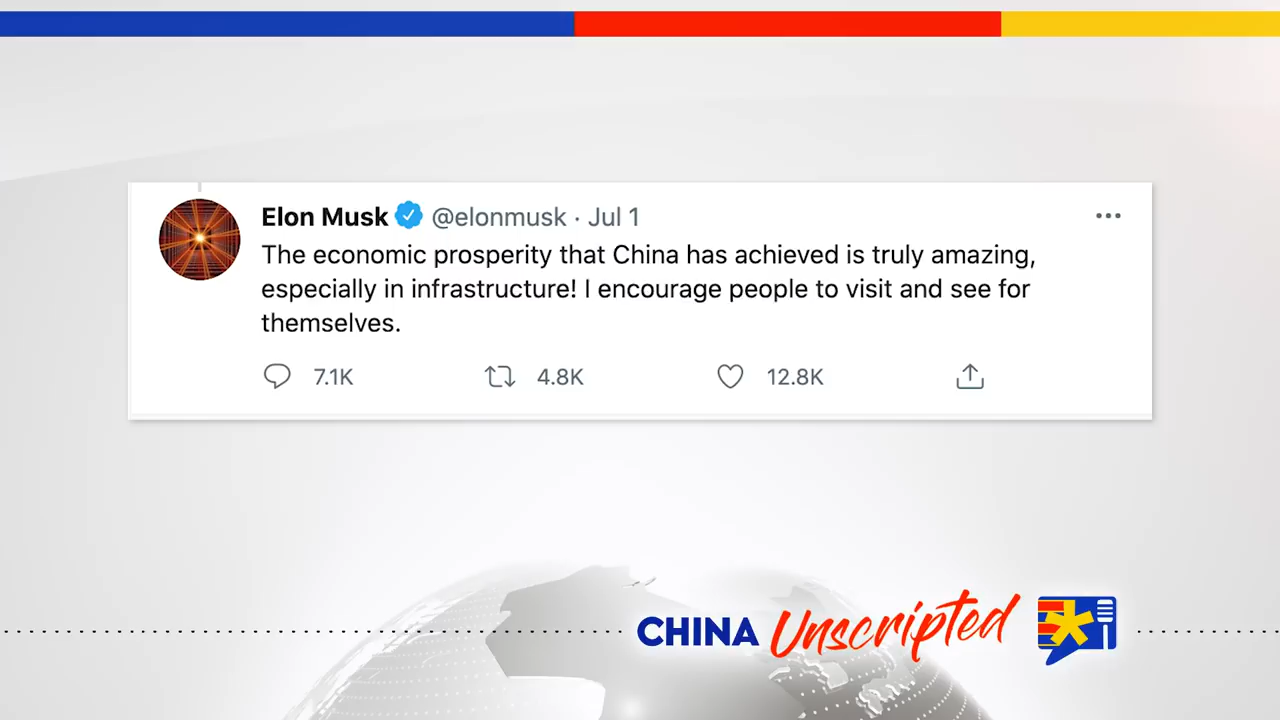 Elon Musk @elonmusk · Jul 1
The economic prosperity that China has achieved is truly amazing,
especially in infrastructure! I encourage people to visit and see for
themselves.
7.1K 4.8K 12.8K
CHINA Unscripted